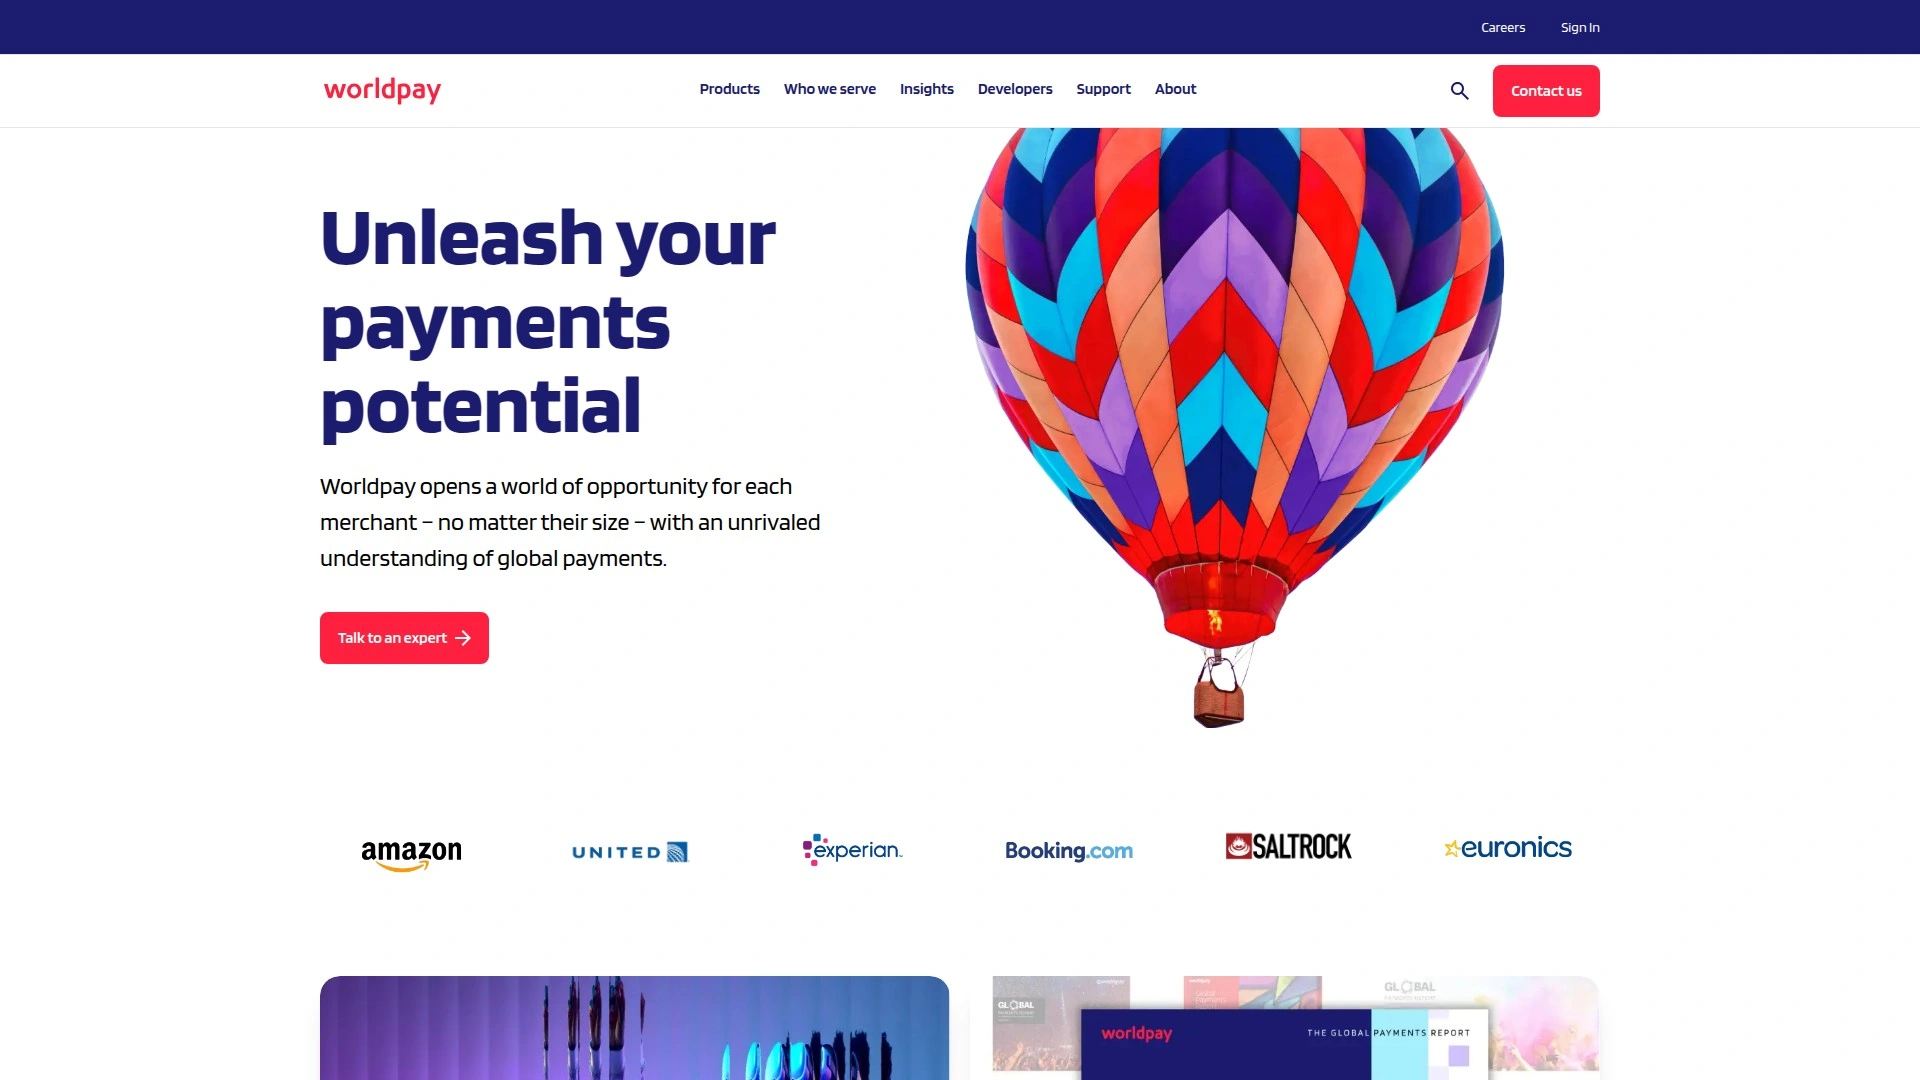 Careers Sign In
worldpay Products Who we serve Insights Developers Support About Contact us
Unleash your
payments
potential
Worldpay opens a world of opportunity for each
merchant – no matter their size – with an unrivaled
understanding of global payments.
Talk to an expert
amazon UNITED experian Booking.com SALTROCK euronics
GLOBAL
GLOBAL
worldpay THE GLOBAL PAYMENTS REPORT